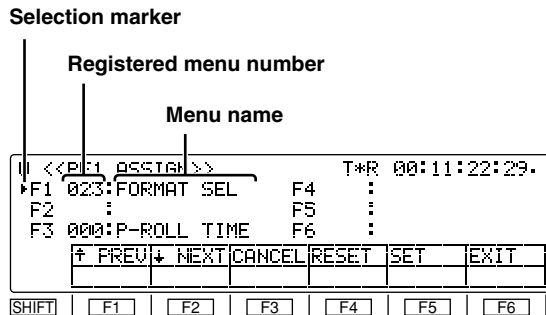 Selection marker
Registered menu number
Menu name
<<PF1 ASSIGN>> T*R 00:11:22:29.
F1 023:FORMAT SEL F4 :
F2 : F5 :
F3 000:P-ROLL TIME F6 :
↑ PREV ↓ NEXT CANCEL RESET SET EXIT
SHIFT F1 F2 F3 F4 F5 F6